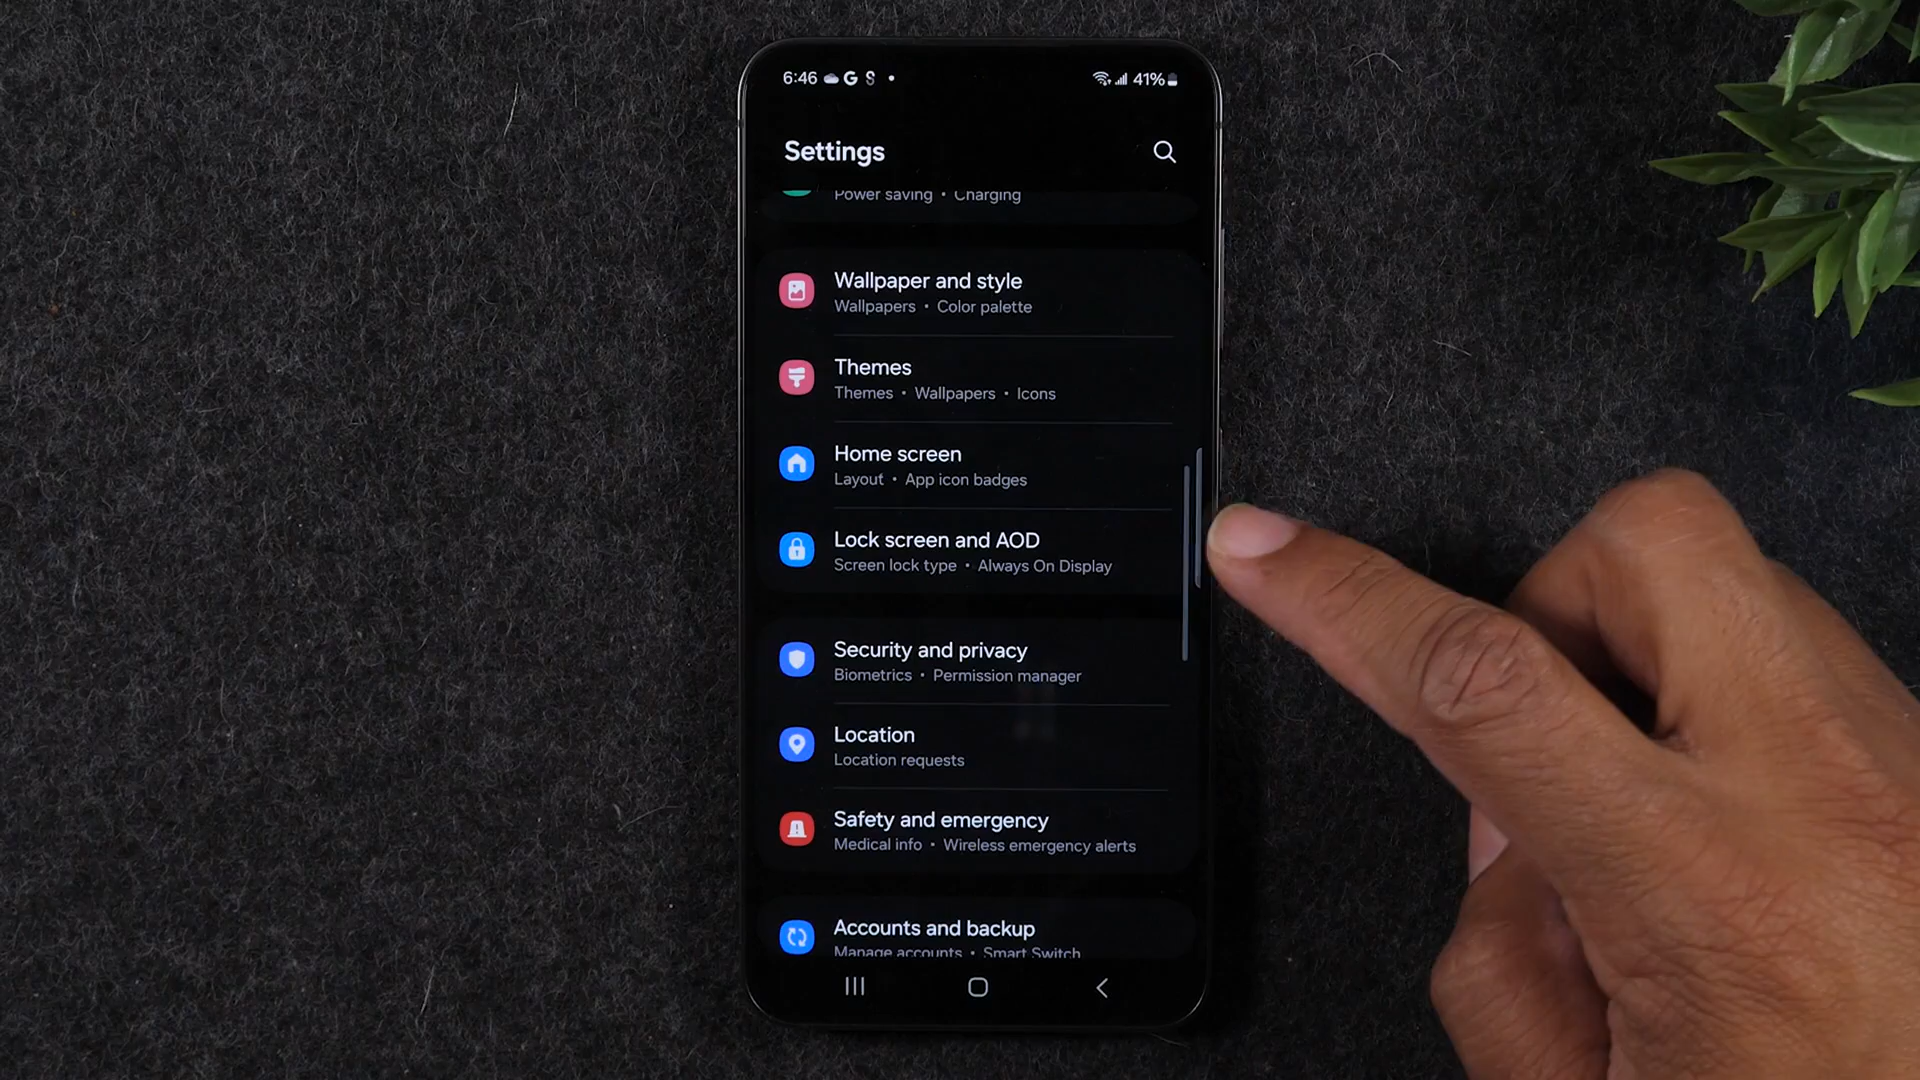 6:46 G 41%
Settings
Power saving • Charging
Wallpaper and style
Wallpapers • Color palette
Themes
Themes • Wallpapers • Icons
Home screen
Layout • App icon badges
Lock screen and AOD
Screen lock type • Always On Display
Security and privacy
Biometrics • Permission manager
Location
Location requests
Safety and emergency
Medical info • Wireless emergency alerts
Accounts and backup
Manage accounts • Smart Switch